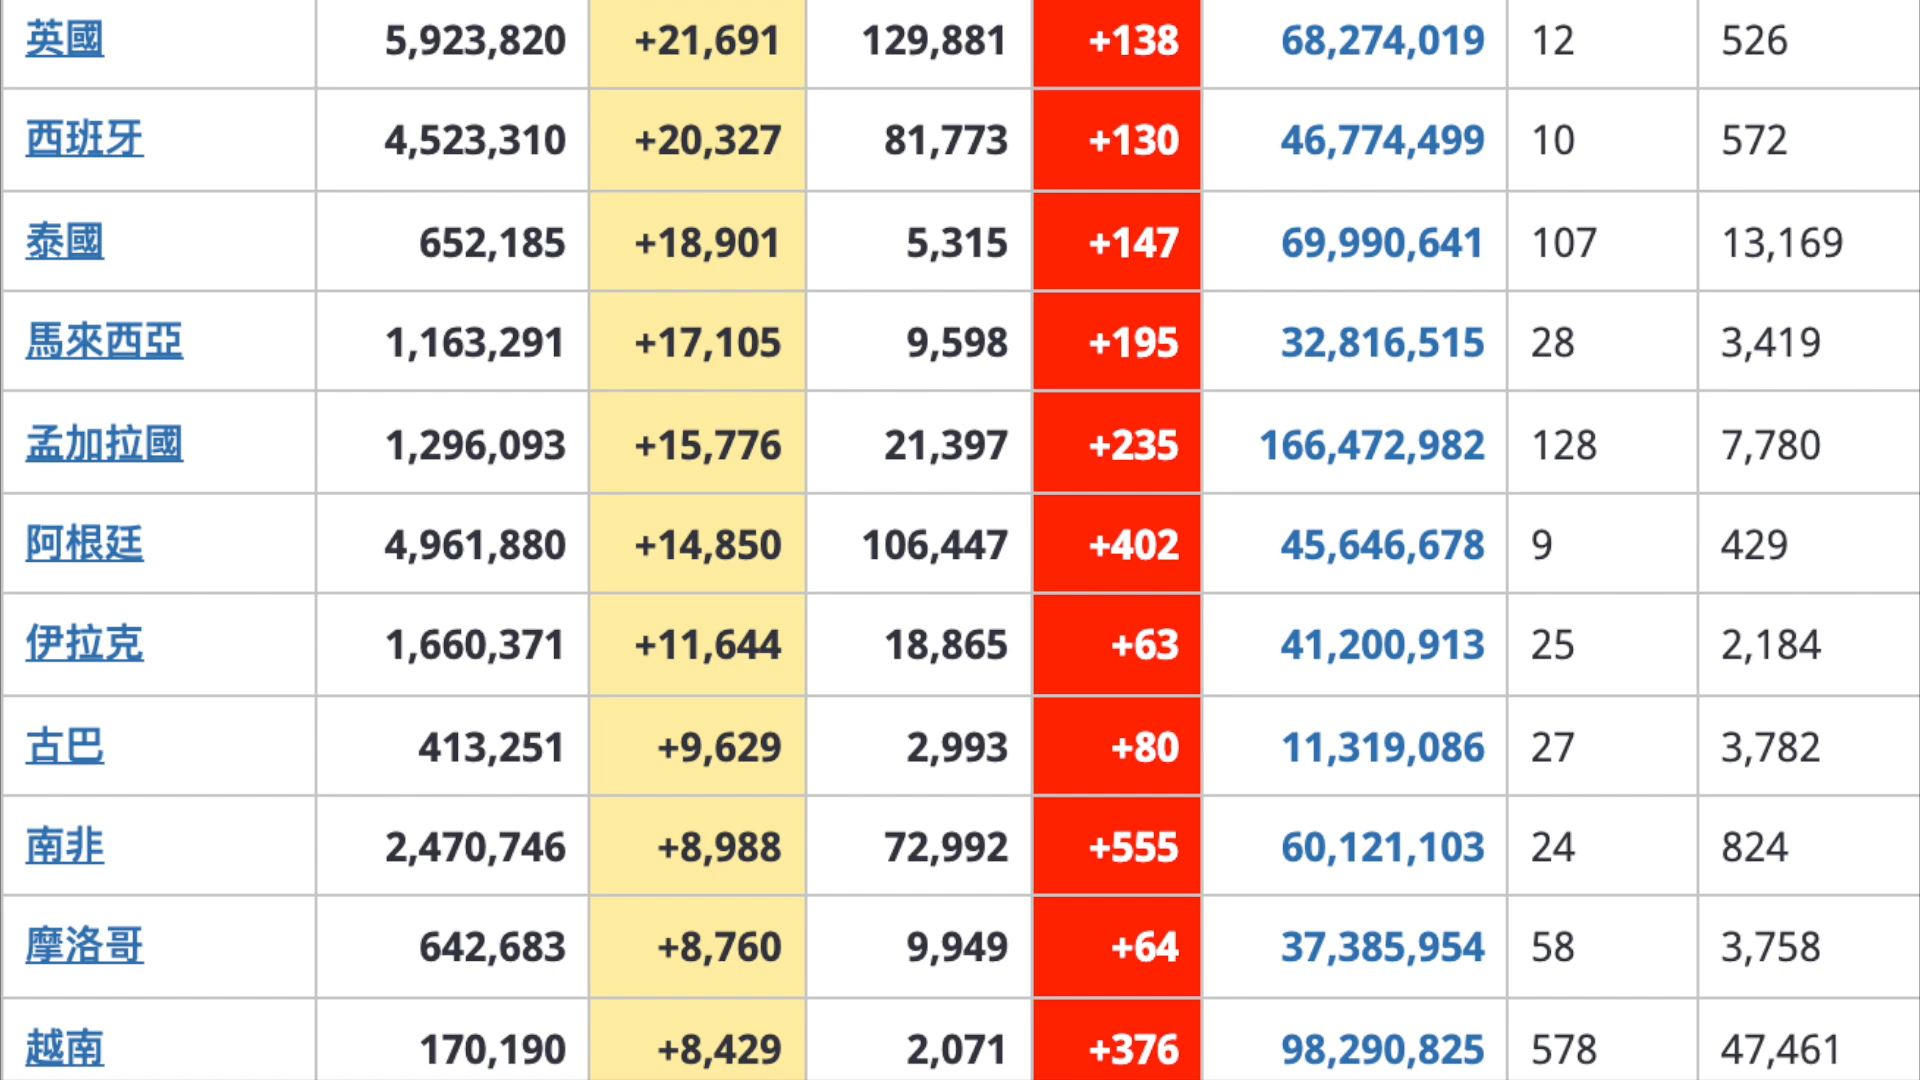 英國 5,923,820 +21,691 129,881 +138 68,274,019 12 526
西班牙 4,523,310 +20,327 81,773 +130 46,774,499 10 572
泰國 652,185 +18,901 5,315 +147 69,990,641 107 13,169
馬來西亞 1,163,291 +17,105 9,598 +195 32,816,515 28 3,419
孟加拉國 1,296,093 +15,776 21,397 +235 166,472,982 128 7,780
阿根廷 4,961,880 +14,850 106,447 +402 45,646,678 9 429
伊拉克 1,660,371 +11,644 18,865 +63 41,200,913 25 2,184
古巴 413,251 +9,629 2,993 +80 11,319,086 27 3,782
南非 2,470,746 +8,988 72,992 +555 60,121,103 24 824
摩洛哥 642,683 +8,760 9,949 +64 37,385,954 58 3,758
越南 170,190 +8,429 2,071 +376 98,290,825 578 47,461